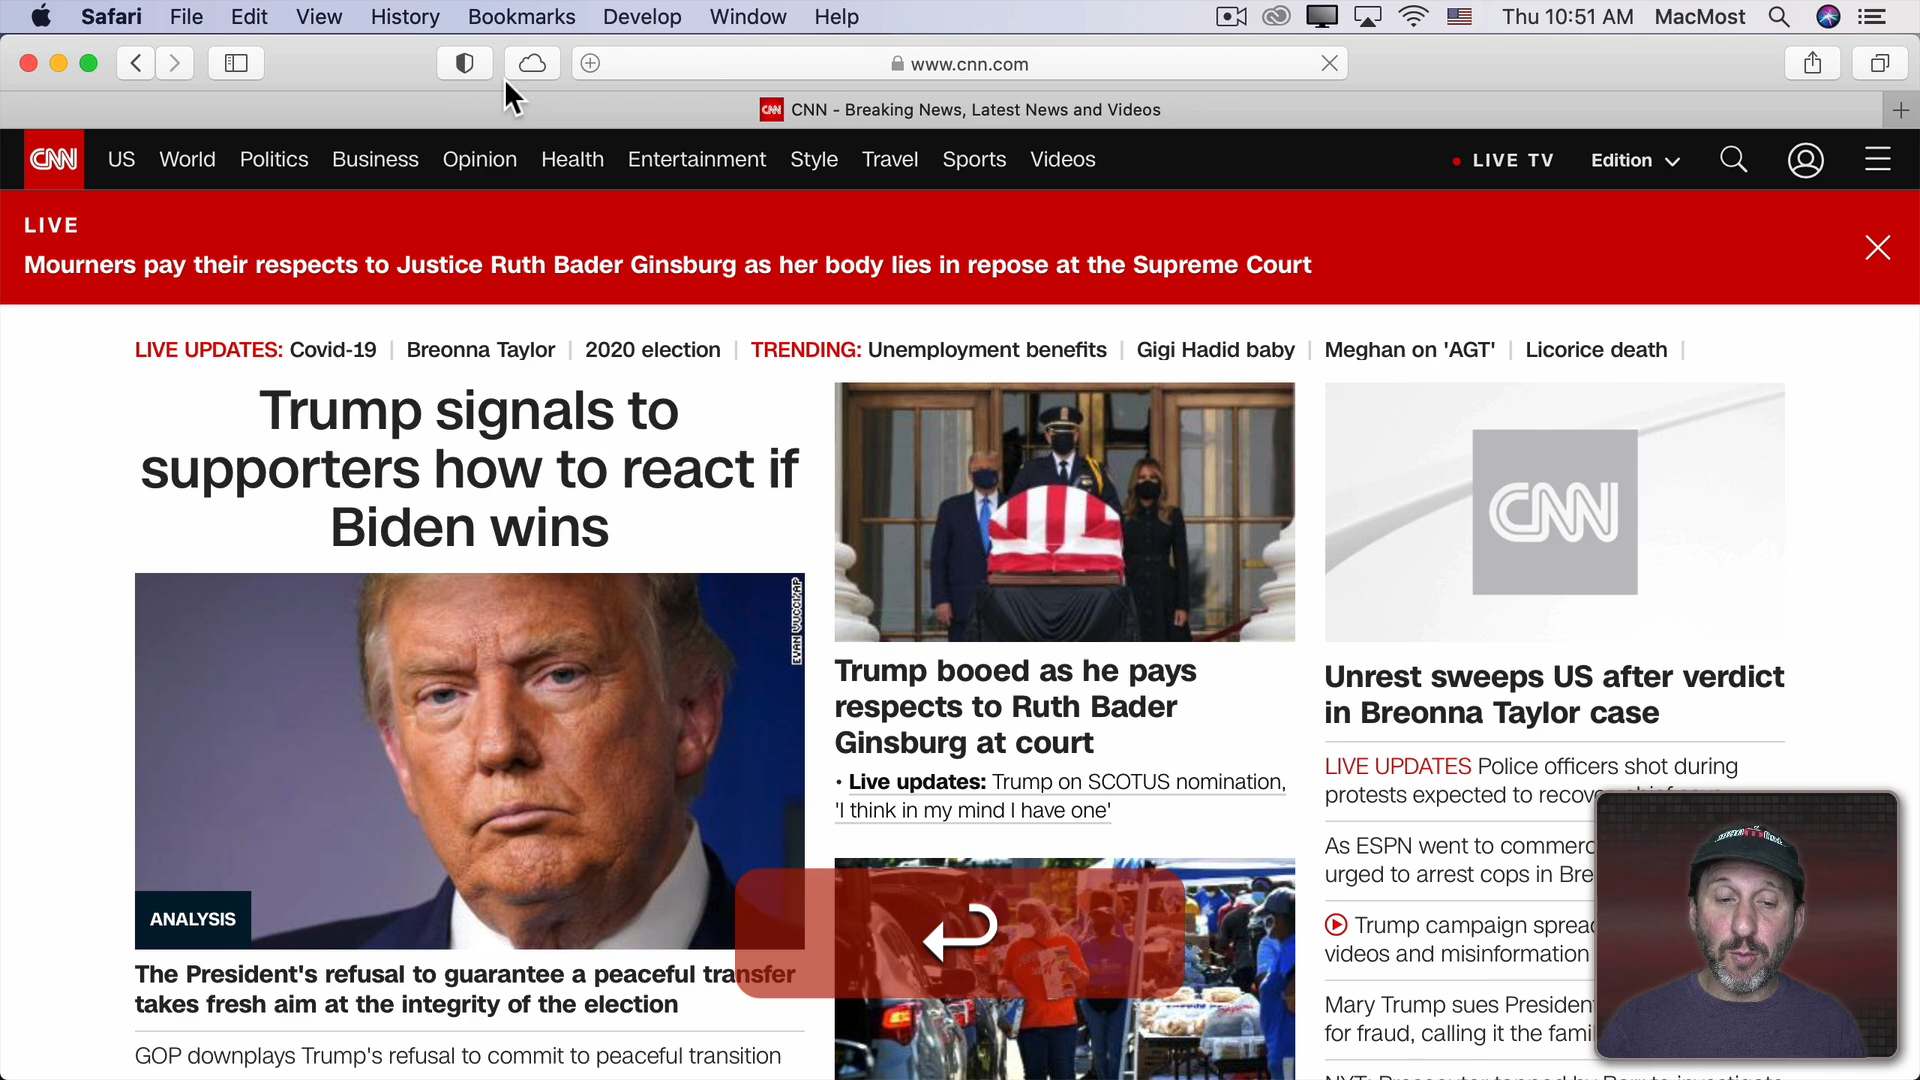 Safari File Edit View History Bookmarks Develop Window Help
Thu 10:51 AM MacMost
www.cnn.com
CNN CNN - Breaking News, Latest News and Videos
CNN US World Politics Business Opinion Health Entertainment Style Travel Sports Videos
LIVE TV Edition
LIVE
Mourners pay their respects to Justice Ruth Bader Ginsburg as her body lies in repose at the Supreme Court
LIVE UPDATES: Covid-19 | Breonna Taylor | 2020 election | TRENDING: Unemployment benefits | Gigi Hadid baby | Meghan on 'AGT' | Licorice death |
Trump signals to
supporters how to react if
Biden wins
EVAN VUCCI/AP
ANALYSIS
The President's refusal to guarantee a peaceful transfer
takes fresh aim at the integrity of the election
GOP downplays Trump's refusal to commit to peaceful transition
Trump booed as he pays
respects to Ruth Bader
Ginsburg at court
• Live updates: Trump on SCOTUS nomination,
'I think in my mind I have one'
CNN
Unrest sweeps US after verdict
in Breonna Taylor case
LIVE UPDATES Police officers shot during
protests expected to
As ESPN went to
urged to arrest cops in
Trump campaign
videos and misinformation
Mary Trump sues
for fraud, calling it the